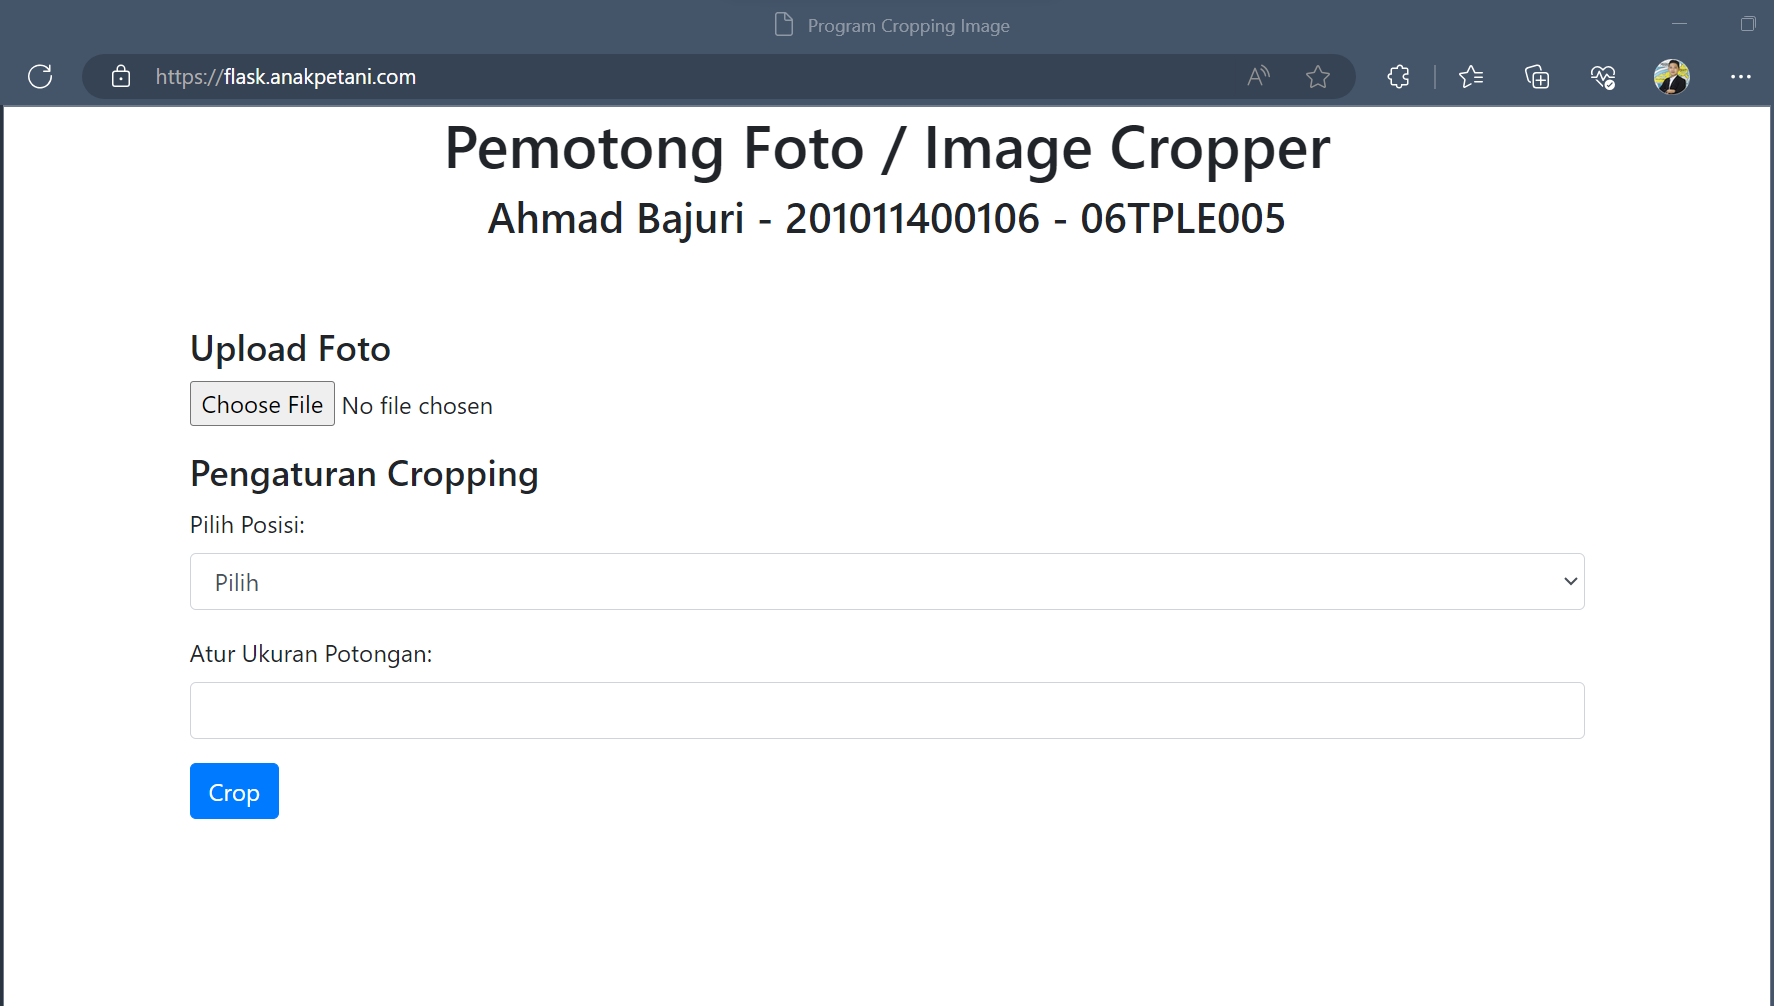 Program Cropping Image
https://flask.anakpetani.com
Pemotong Foto / Image Cropper
Ahmad Bajuri - 201011400106 - 06TPLE005
Upload Foto
Choose File No file chosen
Pengaturan Cropping
Pilih Posisi:
Pilih
Atur Ukuran Potongan:
Crop